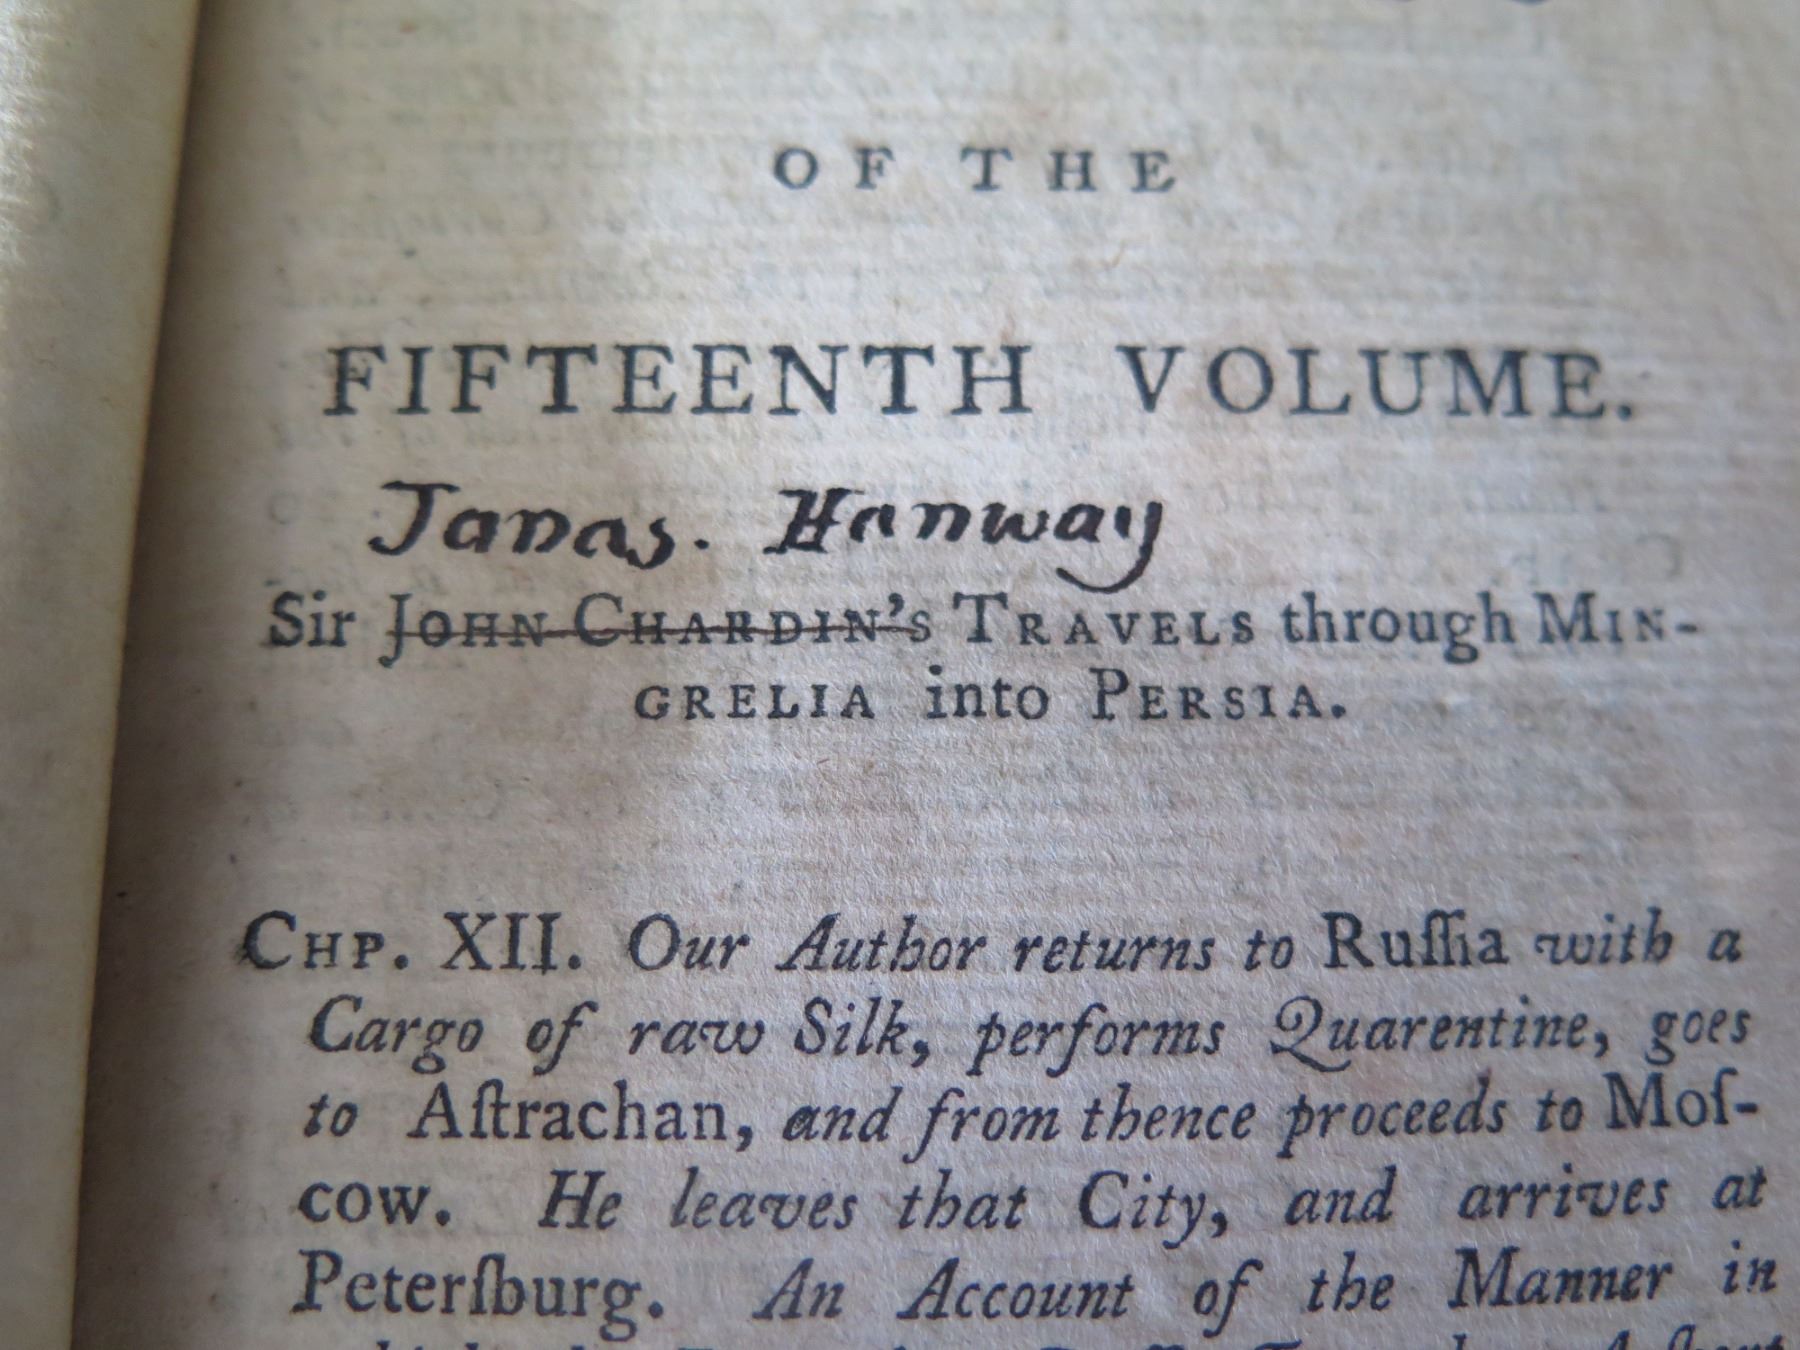 OF THE
FIFTEENTH VOLUME.
Janas. Hanway
Sir JOHN CHARDIN'S TRAVELS through MIN-
GRELIA into PERSIA.
CHP. XII. Our Author returns to Ruſſia with a
Cargo of raw Silk, performs Quarentine, goes
to Aſtrachan, and from thence proceeds to Moſ-
cow. He leaves that City, and arrives at
Peterſburg. An Account of the Manner in